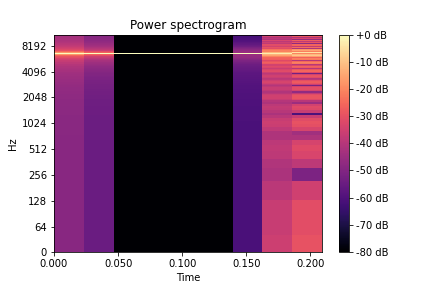 Power spectrogram
+0 dB
8192
-10 dB
4096
-20 dB
2048
-30 dB
1024
Hz
512
-40 dB
256
-50 dB
128
-60 dB
64
-70 dB
0
-80 dB
0.000 0.050 0.100 0.150 0.200
Time